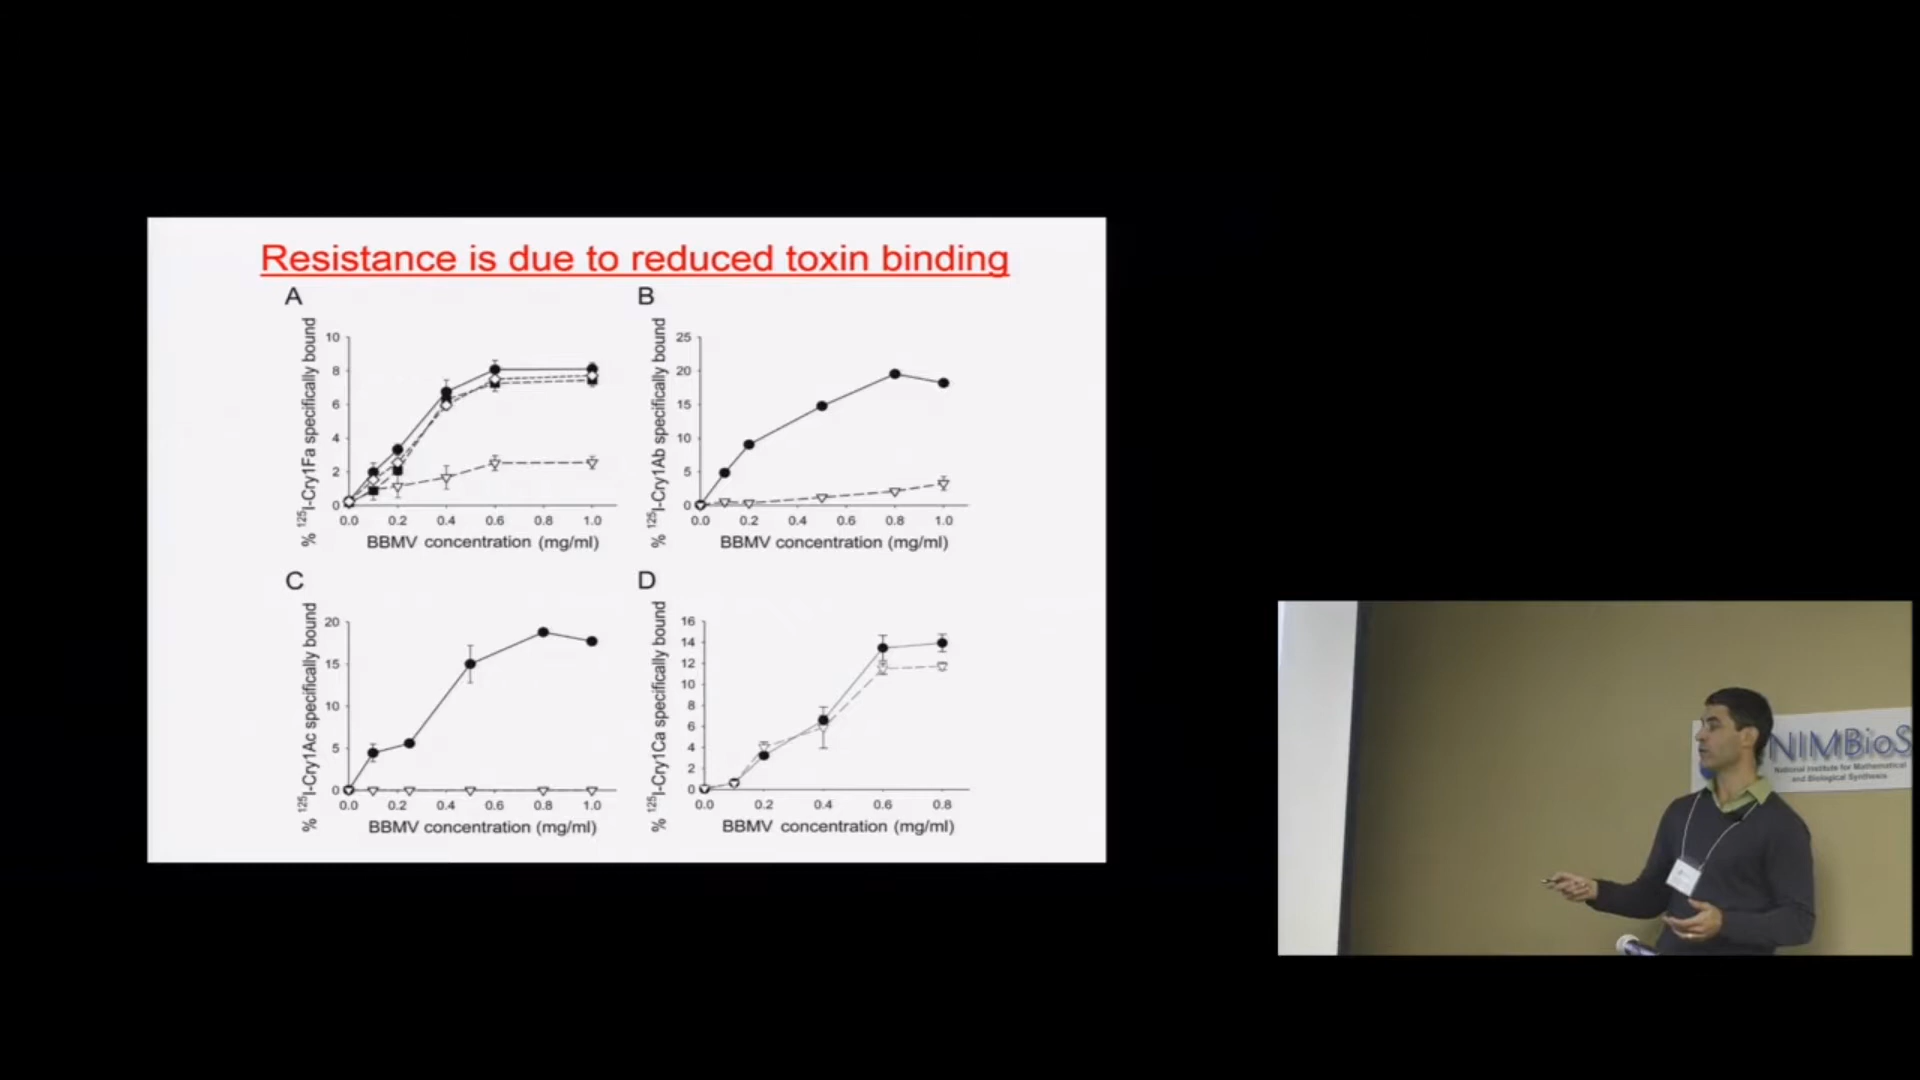 Resistance is due to reduced toxin binding
A
% 125I-Cry1Fa specifically bound
10
8
6
4
2
0
0.0 0.2 0.4 0.6 0.8 1.0
BBMV concentration (mg/ml)
B
% 125I-Cry1Ab specifically bound
25
20
15
10
5
0
0.0 0.2 0.4 0.6 0.8 1.0
BBMV concentration (mg/ml)
C
% 125I-Cry1Ac specifically bound
20
15
10
5
0
0.0 0.2 0.4 0.6 0.8 1.0
BBMV concentration (mg/ml)
D
% 125I-Cry1Ca specifically bound
16
14
12
10
8
6
4
2
0
0.0 0.2 0.4 0.6 0.8
BBMV concentration (mg/ml)
NIMBioS
National Institute for Mathematical
and Biological Synthesis